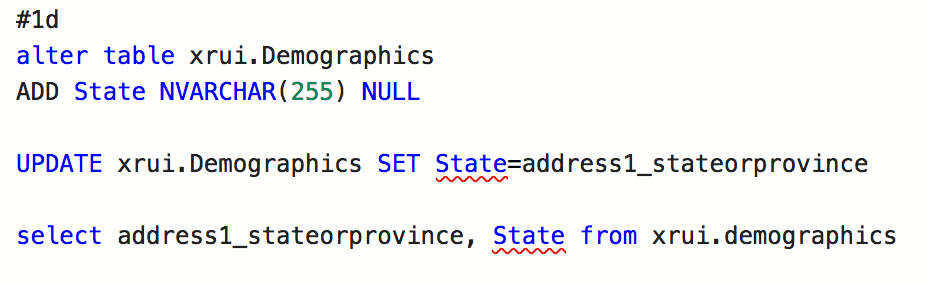 #1d
alter table xrui.Demographics
ADD State NVARCHAR(255) NULL
UPDATE xrui.Demographics SET State=address1_stateorprovince
select address1_stateorprovince, State from xrui.demographics